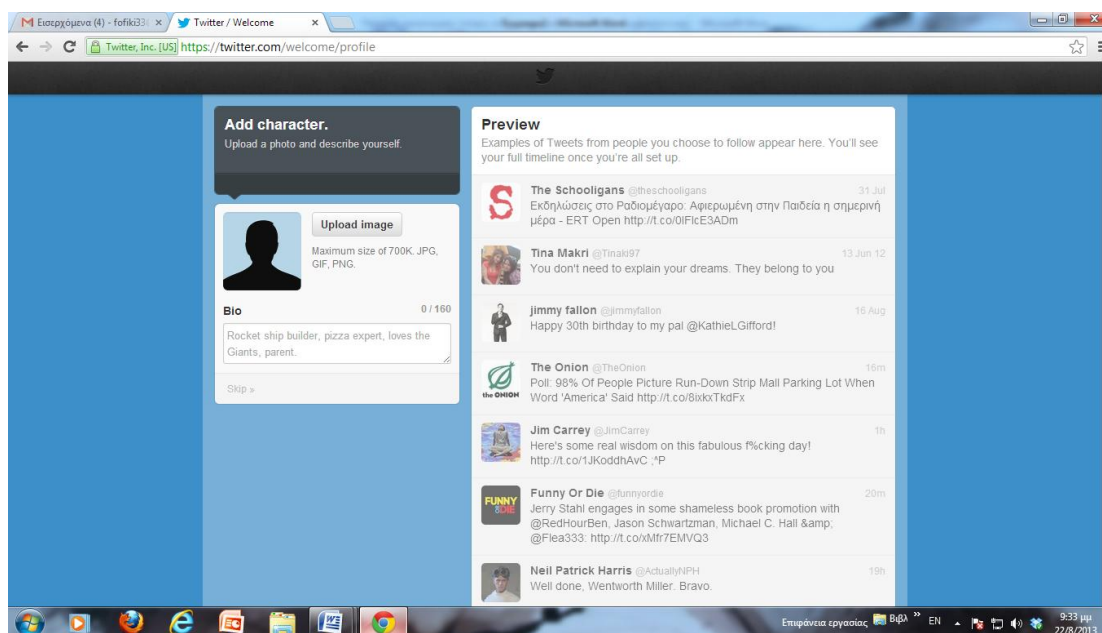 Εισερχόμενα (4) - fofiki33
Twitter / Welcome
Twitter, Inc. [US] https://twitter.com/welcome/profile
Add character.
Upload a photo and describe yourself.
Upload image
Maximum size of 700K. JPG,
GIF, PNG.
Bio 0 / 160
Rocket ship builder, pizza expert, loves the
Giants, parent.
Skip »
Preview
Examples of Tweets from people you choose to follow appear here. You'll see
your full timeline once you're all set up.
The Schooligans @theschooligans 31 Jul
Εκδηλώσεις στο Ραδιομέγαρο: Αφιερωμένη στην Παιδεία η σημερινή
μέρα - ERT Open http://t.co/0lFlcE3ADm
Tina Makri @Tinaki97 13 Jun 12
You don't need to explain your dreams. They belong to you
jimmy fallon @jimmyfallon 16 Aug
Happy 30th birthday to my pal @KathieLGifford!
the ONION
The Onion @TheOnion 16m
Poll: 98% Of People Picture Run-Down Strip Mall Parking Lot When
Word 'America' Said http://t.co/8ixkxTkdFx
Jim Carrey @JimCarrey 1h
Here's some real wisdom on this fabulous f%cking day!
http://t.co/1JKoddhAvC ;^P
FUNNY
OR DIE
Funny Or Die @funnyordie 20m
Jerry Stahl engages in some shameless book promotion with
@RedHourBen, Jason Schwartzman, Michael C. Hall &amp;
@Flea333: http://t.co/xMfr7EMVQ3
Neil Patrick Harris @ActuallyNPH 19h
Well done, Wentworth Miller. Bravo.
Επιφάνεια εργασίας Βιβλ » EN 9:33 μμ
22/8/2013